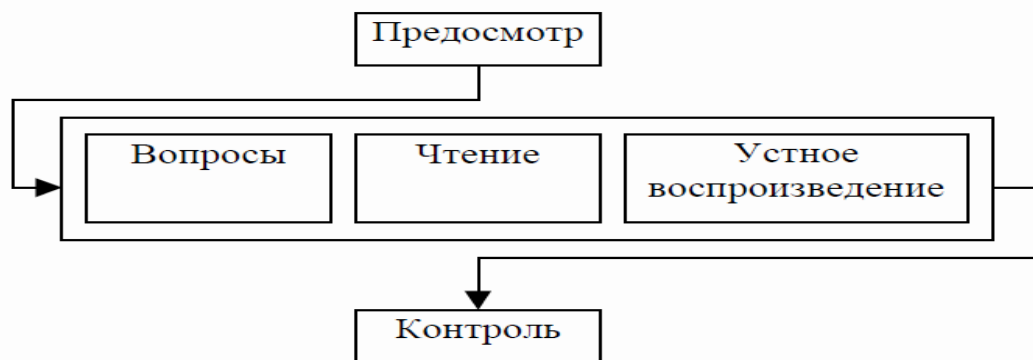 Предосмотр
Вопросы
Чтение
Устное
воспроизведение
Контроль